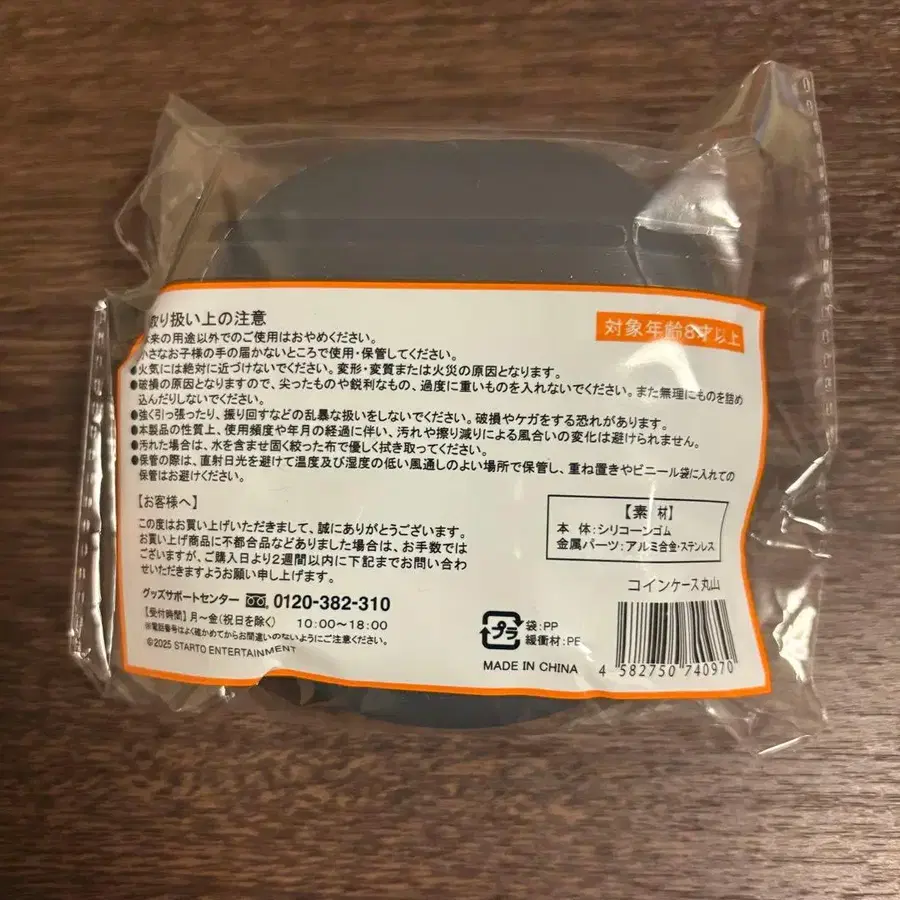 取り扱い上の注意
対象年齢8才以上
本来の用途以外でのご使用はおやめください。
小さなお子様の手の届かないところで使用・保管してください。
●火気には絶対に近づけないでください。変形・変質または火災の原因となります。
●破損の原因となりますので、尖ったものや鋭利なもの、過度に重いものを入れないでください。また無理にものを詰め
込んだりしないでください。
●強く引っ張ったり、振り回すなどの乱暴な扱いをしないでください。破損やケガをする恐れがあります。
●本製品の性質上、使用頻度や年月の経過に伴い、汚れや擦り減りによる風合いの変化は避けられません。
●汚れた場合は、水を含ませ固く絞った布で優しく拭き取ってください。
●保管の際は、直射日光を避けて温度及び湿度の低い風通しのよい場所で保管し、重ね置きやビニール袋に入れての
保管はお避けください。
【お客様へ】
この度はお買い上げいただきまして、誠にありがとうございます。
お買い上げ商品に不都合品などありました場合は、お手数では
ございますが、ご購入日より2週間以内に下記までお問い合わ
せいただきますようお願い申し上げます。
グッズサポートセンター 0120-382-310
【受付時間】月〜金(祝日を除く) 10:00〜18:00
※電話番号はよく確かめてからお間違いのないようにご注意ください。
©2025 STARTO ENTERTAINMENT
【素 材】
本 体:シリコーンゴム
金属パーツ:アルミ合金・ステンレス
コインケース丸山
プラ
袋:PP
緩衝材:PE
MADE IN CHINA
4 582750 740970